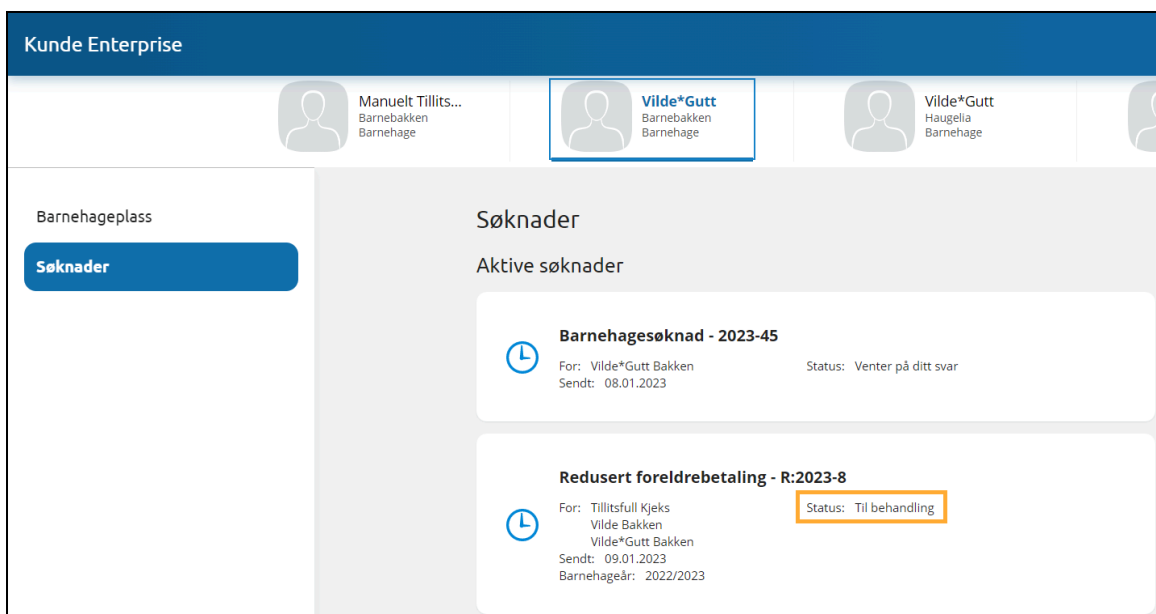 Kunde Enterprise
Manuelt Tillits...
Barnebakken
Barnehage
Vilde*Gutt
Barnebakken
Barnehage
Vilde*Gutt
Haugelia
Barnehage
Barnehageplass
Søknader
Søknader
Aktive søknader
Barnehagesøknad - 2023-45
For: Vilde*Gutt Bakken
Status: Venter på ditt svar
Sendt: 08.01.2023
Redusert foreldrebetaling - R:2023-8
For: Tillitsfull Kjeks
Status: Til behandling
Vilde Bakken
Vilde*Gutt Bakken
Sendt: 09.01.2023
Barnehageår: 2022/2023